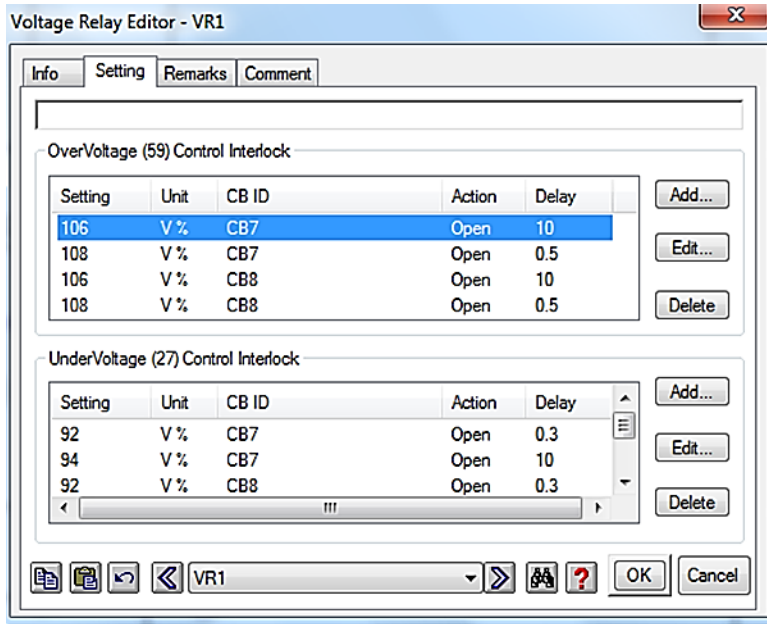 Voltage Relay Editor - VR1
Info Setting Remarks Comment
OverVoltage (59) Control Interlock
Setting Unit CB ID Action Delay
106 V % CB7 Open 10
108 V % CB7 Open 0.5
106 V % CB8 Open 10
108 V % CB8 Open 0.5
Add...
Edit...
Delete
UnderVoltage (27) Control Interlock
Setting Unit CB ID Action Delay
92 V % CB7 Open 0.3
94 V % CB7 Open 10
92 V % CB8 Open 0.3
Add...
Edit...
Delete
VR1
OK Cancel